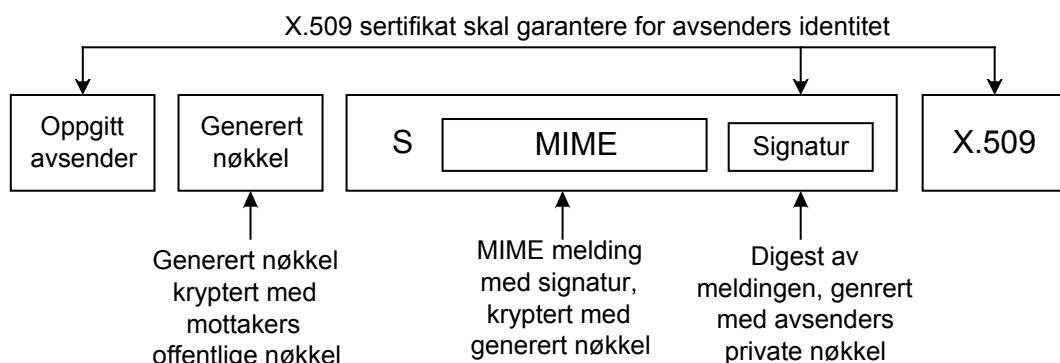 X.509 sertifikat skal garantere for avsenders identitet
Oppgitt
avsender
Generert
nøkkel
S
MIME
Signatur
X.509
Generert nøkkel
kryptert med
mottakers
offentlige nøkkel
MIME melding
med signatur,
kryptert med
generert nøkkel
Digest av
meldingen, genrert
med avsenders
private nøkkel